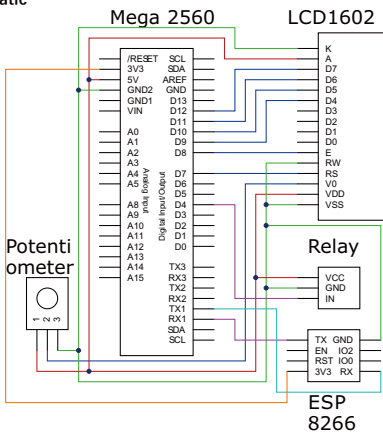 atic
Mega 2560
LCD1602
/RESET
3V3
5V
GND2
GND1
VIN
A0
A1
A2
A3
A4
A5
A8
A9
A10
A11
A12
A13
A14
A15
Analog Input
Digital Input/Output
SCL
SDA
AREF
GND
D13
D12
D11
D10
D9
D8
D7
D6
D5
D4
D3
D2
D1
D0
TX3
RX3
TX2
RX2
TX1
RX1
SDA
SCL
K
A
D7
D6
D5
D4
D3
D2
D1
D0
E
RW
RS
V0
VDD
VSS
Potenti
ometer
1 2 3
Relay
VCC
GND
IN
TX GND
EN IO2
RST IO0
3V3 RX
ESP
8266